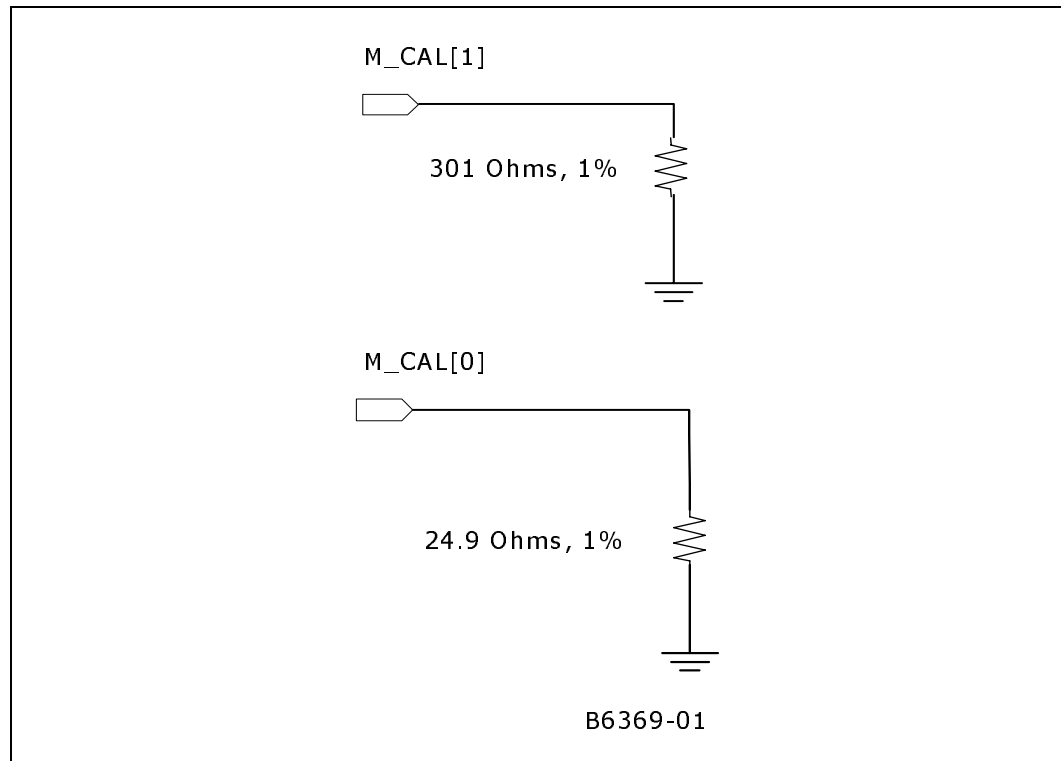 M_CAL[1]
301 Ohms, 1%
M_CAL[0]
24.9 Ohms, 1%
B6369-01